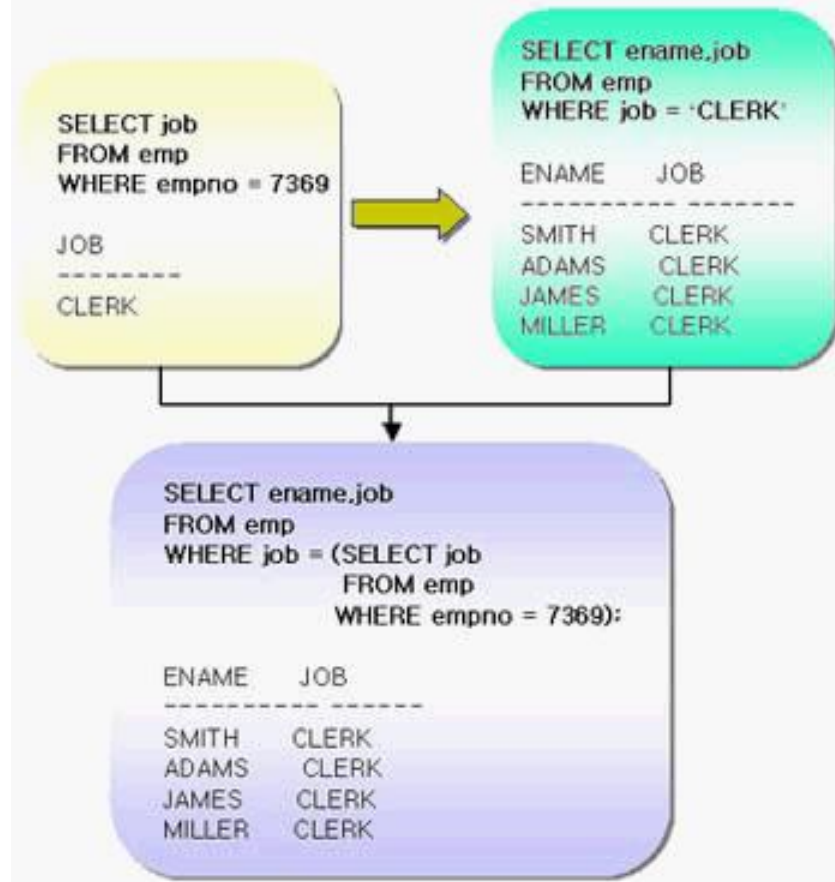 SELECT job
FROM emp
WHERE empno = 7369
JOB
--------
CLERK
SELECT ename,job
FROM emp
WHERE job = 'CLERK'
ENAME JOB
---------- -------
SMITH CLERK
ADAMS CLERK
JAMES CLERK
MILLER CLERK
SELECT ename,job
FROM emp
WHERE job = (SELECT job
FROM emp
WHERE empno = 7369);
ENAME JOB
---------- ------
SMITH CLERK
ADAMS CLERK
JAMES CLERK
MILLER CLERK